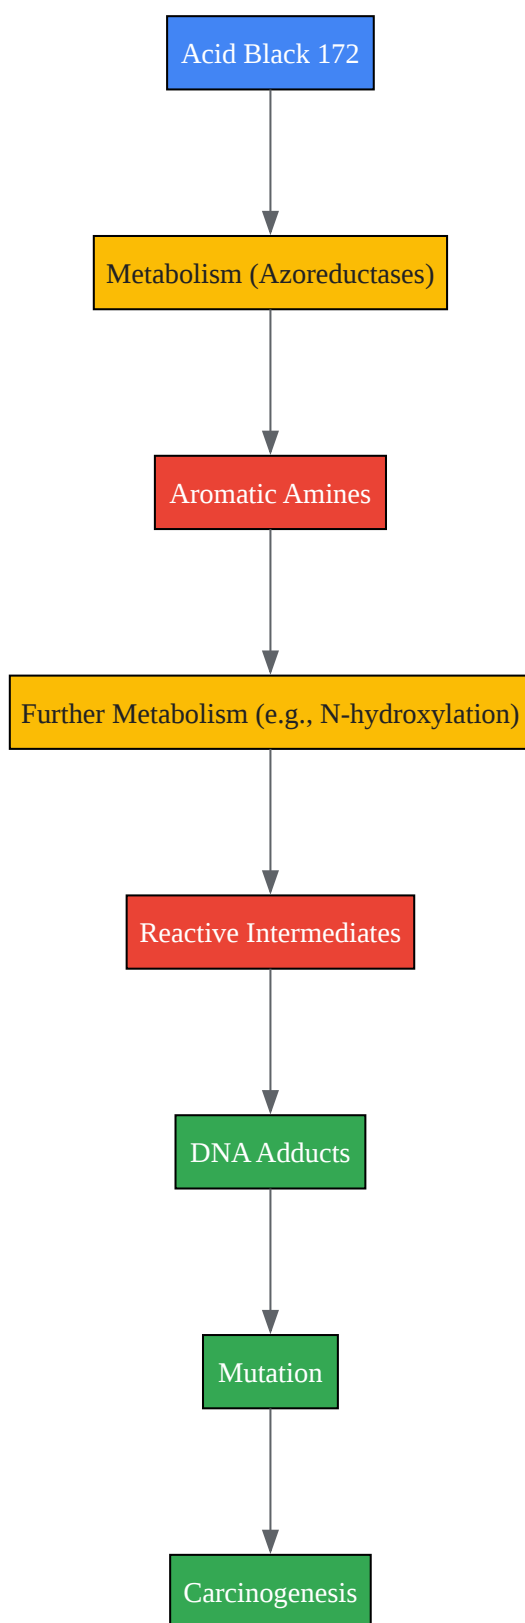 Acid Black 172
Metabolism (Azoreductases)
Aromatic Amines
Further Metabolism (e.g., N-hydroxylation)
Reactive Intermediates
DNA Adducts
Mutation
Carcinogenesis